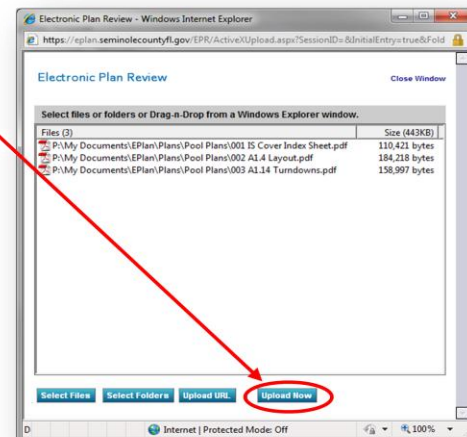 Electronic Plan Review - Windows Internet Explorer
https://eplan.seminolecountyfl.gov/EPR/ActiveXUpload.aspx?SessionID=&InitialEntry=true&Fold
Electronic Plan Review
Close Window
Select files or folders or Drag-n-Drop from a Windows Explorer window.
Files (3) Size (443KB)
P:\My Documents\EPlan\Plans\Pool Plans\001 IS Cover Index Sheet.pdf 110,421 bytes
P:\My Documents\EPlan\Plans\Pool Plans\002 A1.4 Layout.pdf 184,218 bytes
P:\My Documents\EPlan\Plans\Pool Plans\003 A1.14 Turndowns.pdf 158,997 bytes
Select Files Select Folders Upload URL Upload Now
D Internet | Protected Mode: Off 100%